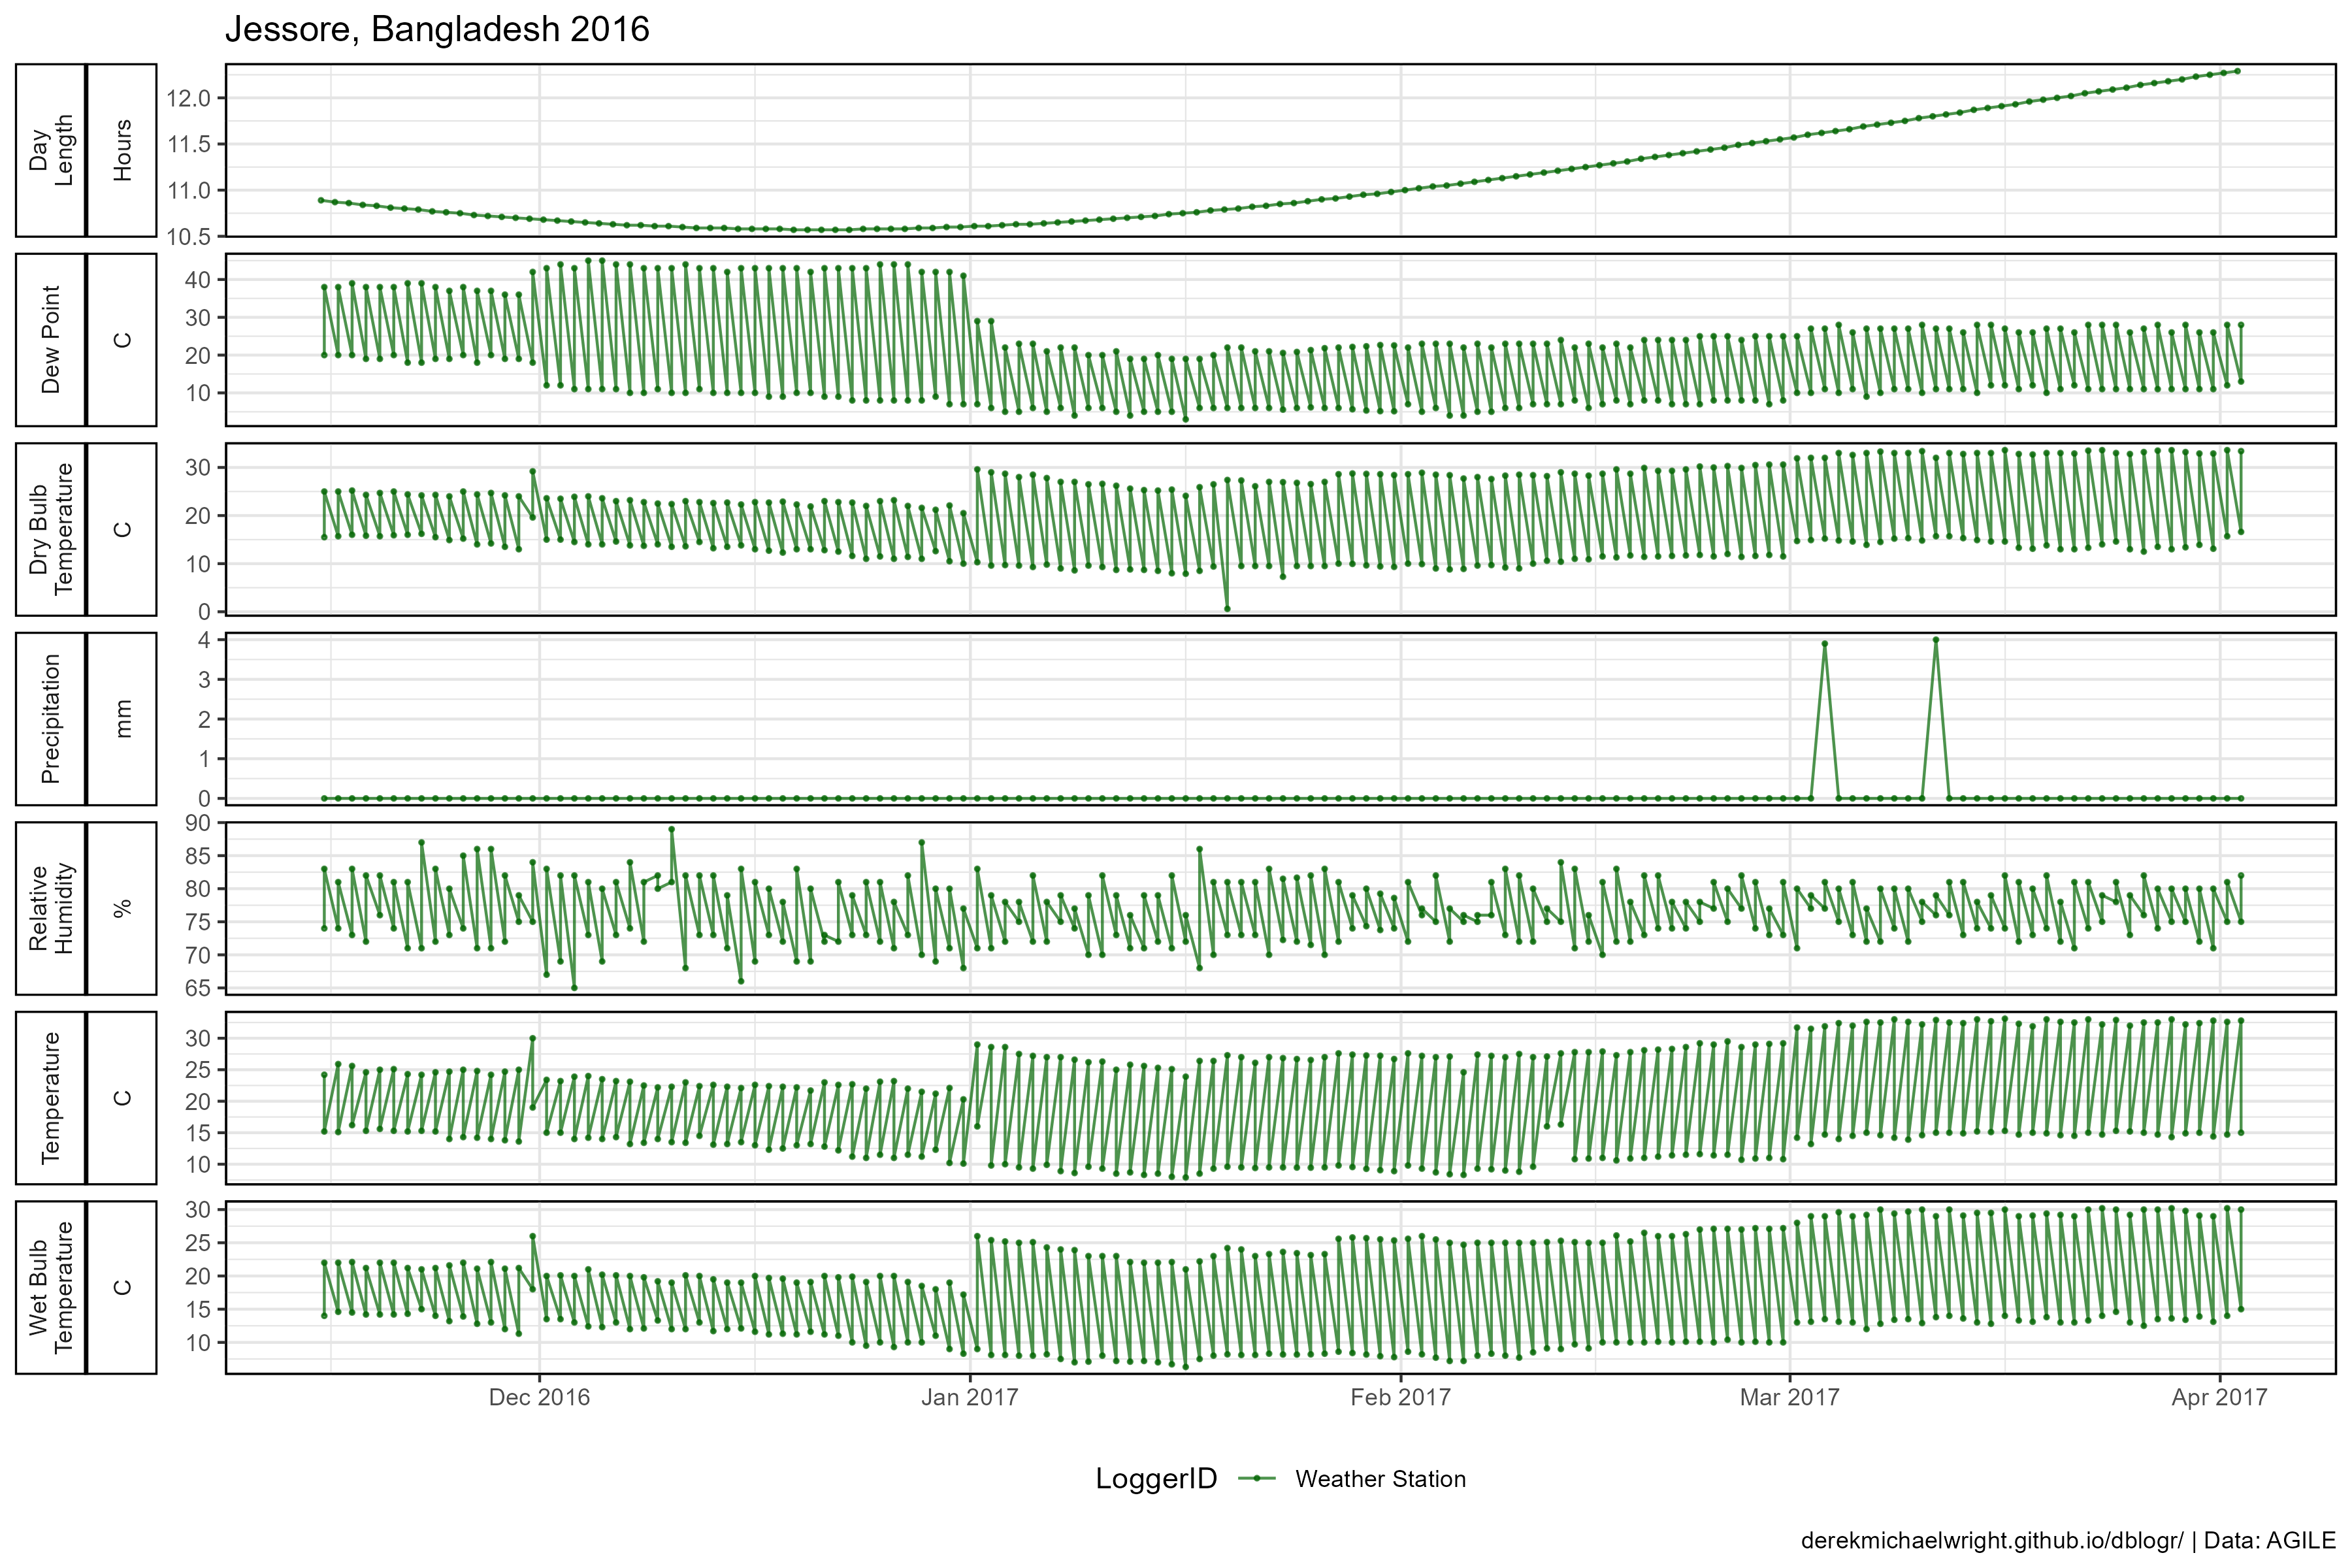 Jessore, Bangladesh 2016
Day
Length
Hours
12.0
11.5
11.0
10.5
Dew Point
C
40
30
20
10
Dry Bulb
Temperature
C
30
20
10
0
Precipitation
mm
4
3
2
1
0
Relative
Humidity
%
90
85
80
75
70
65
Temperature
C
30
25
20
15
10
Wet Bulb
Temperature
C
30
25
20
15
10
Dec 2016
Jan 2017
Feb 2017
Mar 2017
Apr 2017
LoggerID Weather Station
derekmichaelwright.github.io/dblogr/ | Data: AGILE